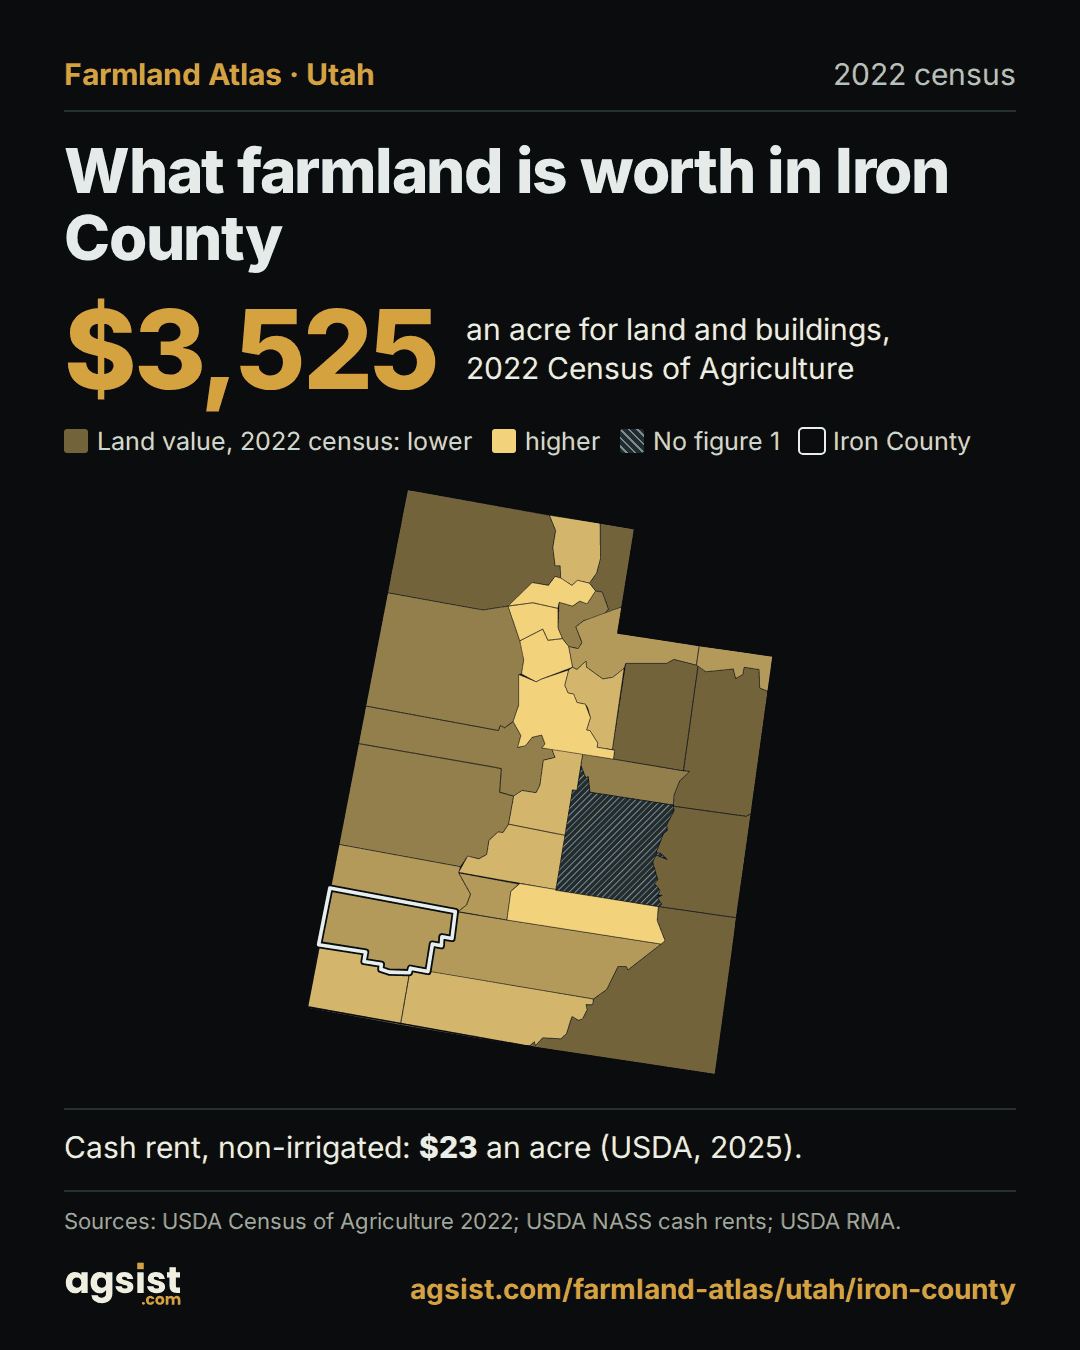 Farmland Atlas · Utah
2022 census
What farmland is worth in Iron
County
$3,525
an acre for land and buildings,
2022 Census of Agriculture
Land value, 2022 census: lower
higher
No figure 1
Iron County
Cash rent, non-irrigated: $23 an acre (USDA, 2025).
Sources: USDA Census of Agriculture 2022; USDA NASS cash rents; USDA RMA.
agsist
.com
agsist.com/farmland-atlas/utah/iron-county